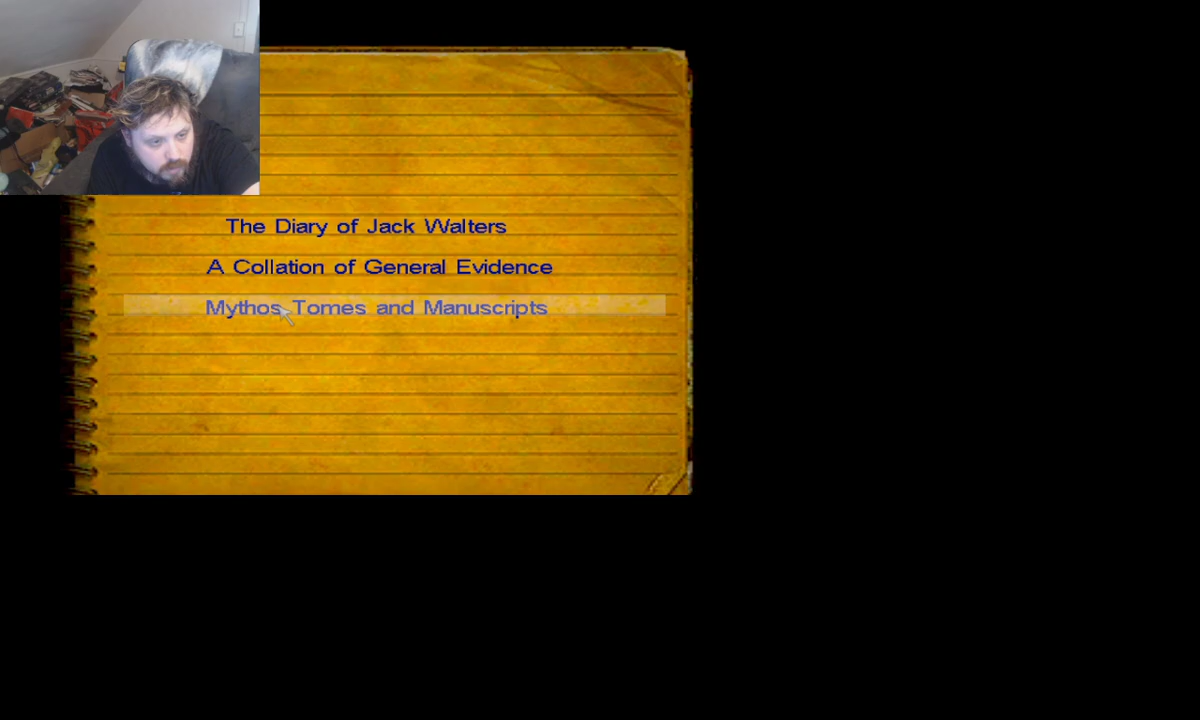 The Diary of Jack Walters
A Collation of General Evidence
Mythos Tomes and Manuscripts